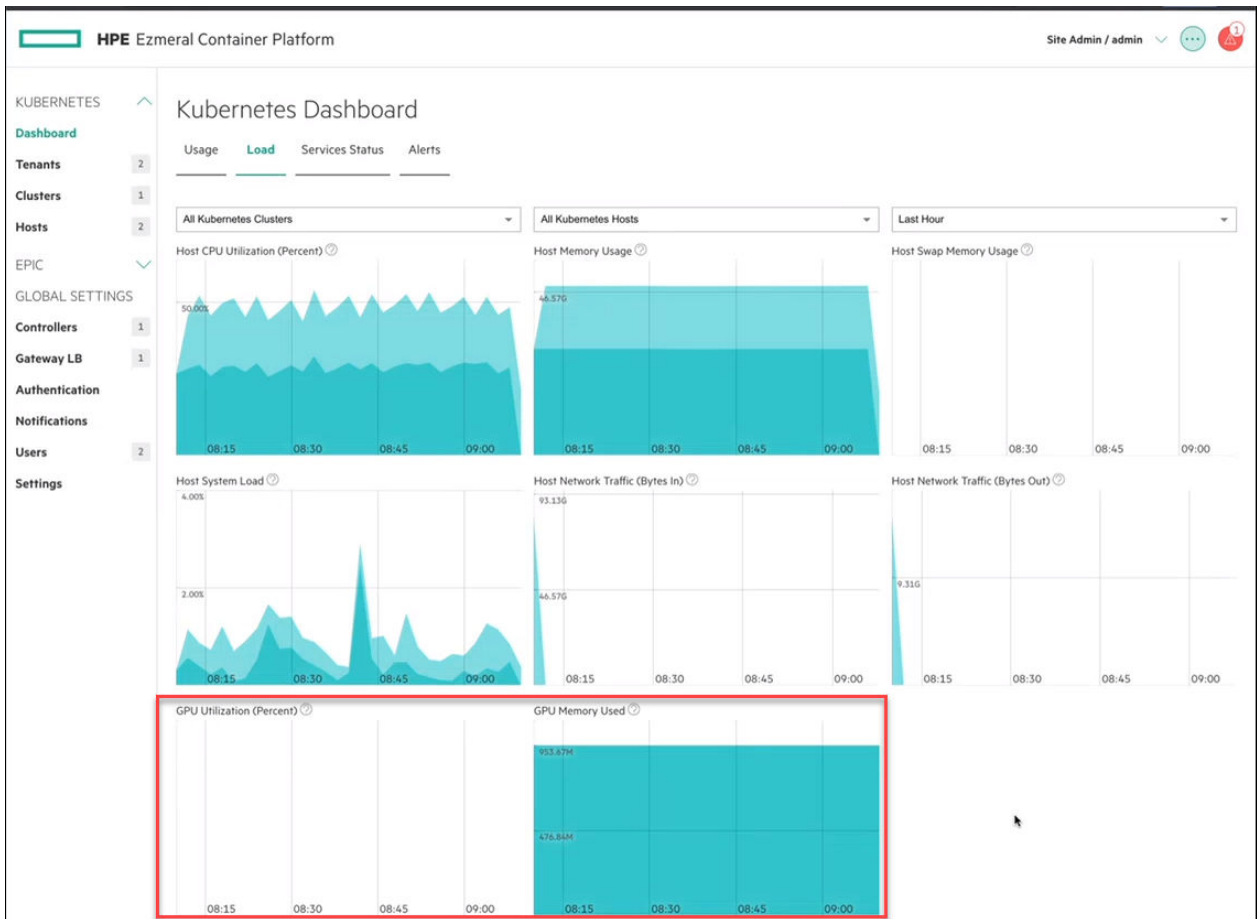 HPE Ezmeral Container Platform
Site Admin / admin
1
KUBERNETES
Dashboard
Tenants 2
Clusters 1
Hosts 2
EPIC
GLOBAL SETTINGS
Controllers 1
Gateway LB 1
Authentication
Notifications
Users 2
Settings
Kubernetes Dashboard
Usage Load Services Status Alerts
All Kubernetes Clusters
All Kubernetes Hosts
Last Hour
Host CPU Utilization (Percent) ?
50.00%
08:15 08:30 08:45 09:00
Host Memory Usage ?
46.57G
08:15 08:30 08:45 09:00
Host Swap Memory Usage ?
08:15 08:30 08:45 09:00
Host System Load ?
4.00%
2.00%
08:15 08:30 08:45 09:00
Host Network Traffic (Bytes In) ?
93.13G
46.57G
08:15 08:30 08:45 09:00
Host Network Traffic (Bytes Out) ?
9.31G
08:15 08:30 08:45 09:00
GPU Utilization (Percent) ?
08:15 08:30 08:45 09:00
GPU Memory Used ?
953.67M
476.84M
08:15 08:30 08:45 09:00